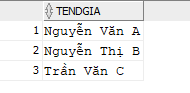 TENDGIA
1 Nguyễn Văn A
2 Nguyễn Thị B
3 Trần Văn C